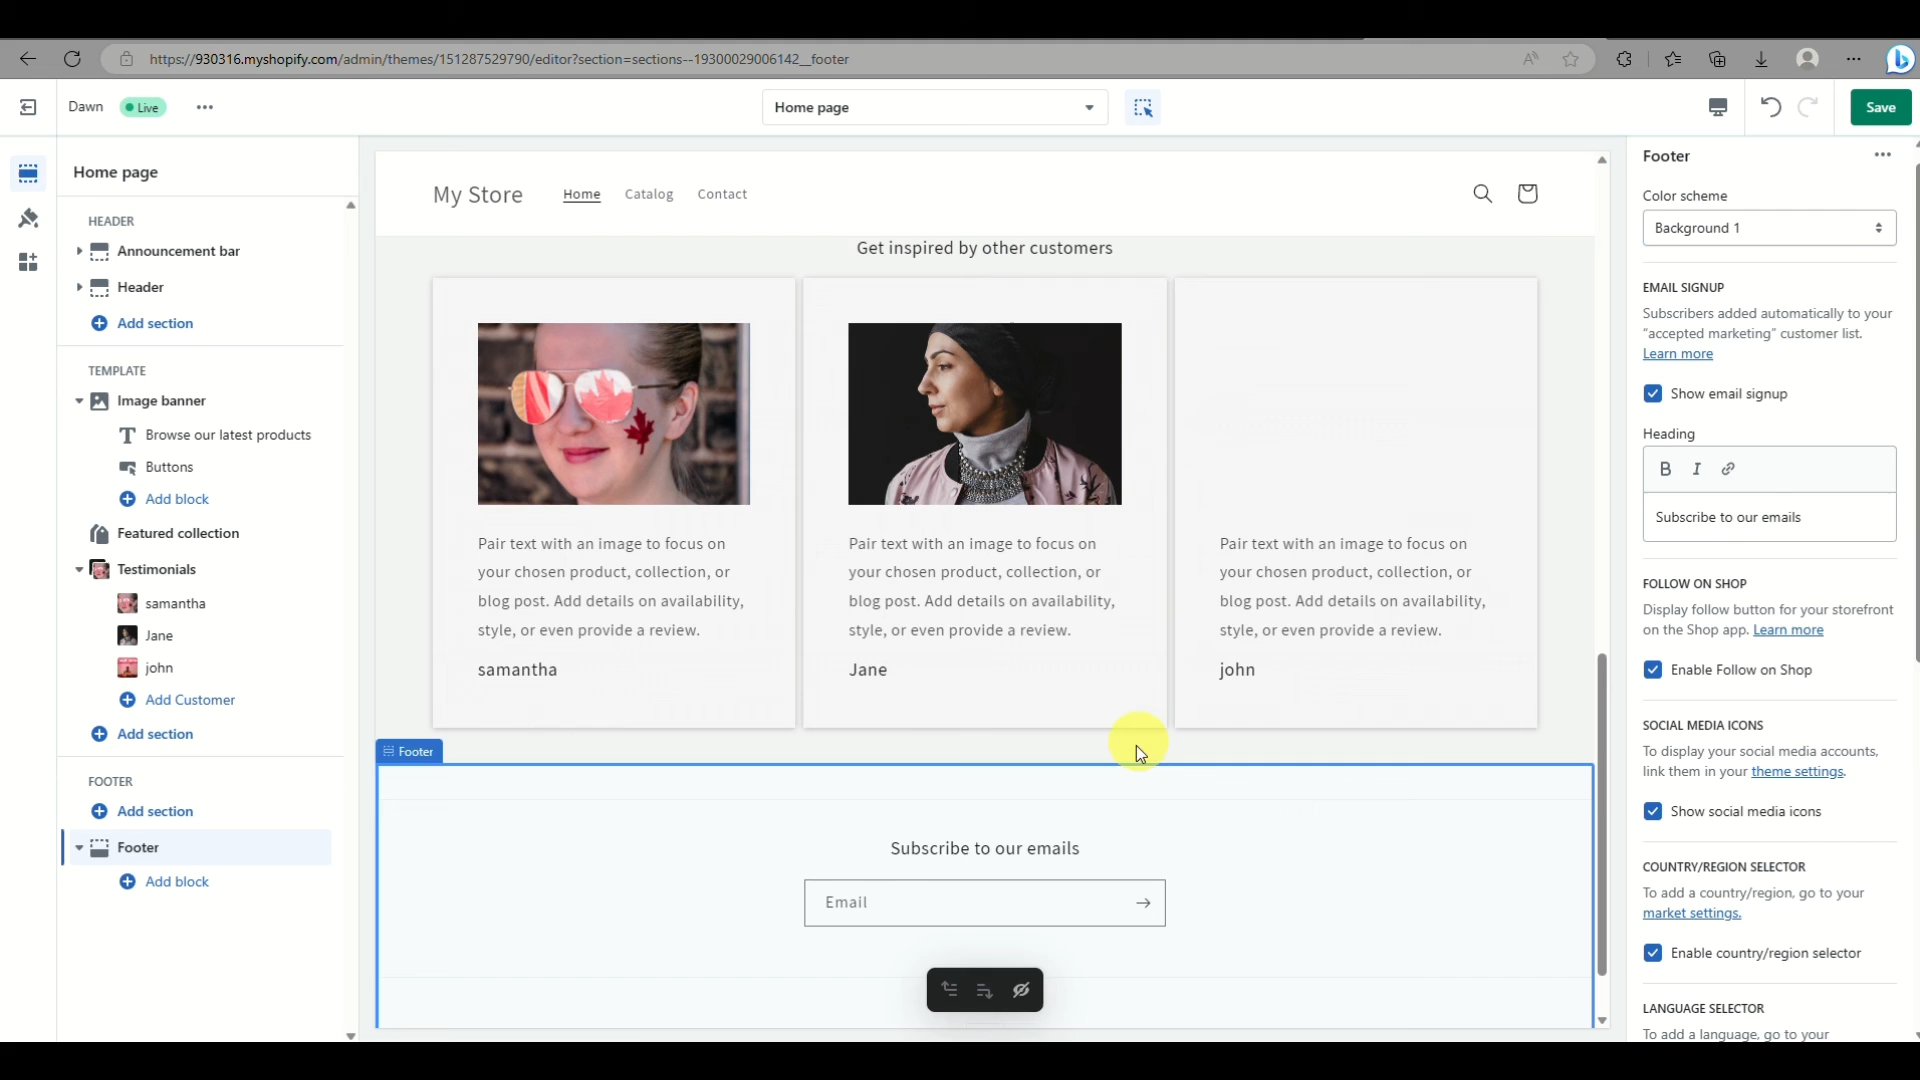 https://930316.myshopify.com/admin/themes/151287529790/editor?section=sections--19300029006142__footer
Dawn
Live
Home page
Save
Home page
HEADER
Announcement bar
Header
Add section
TEMPLATE
Image banner
Browse our latest products
Buttons
Add block
Featured collection
Testimonials
samantha
Jane
john
Add Customer
Add section
FOOTER
Add section
Footer
Add block
My Store
Home
Catalog
Contact
Get inspired by other customers
Pair text with an image to focus on
your chosen product, collection, or
blog post. Add details on availability,
style, or even provide a review.
samantha
Pair text with an image to focus on
your chosen product, collection, or
blog post. Add details on availability,
style, or even provide a review.
Jane
Pair text with an image to focus on
your chosen product, collection, or
blog post. Add details on availability,
style, or even provide a review.
john
Footer
Subscribe to our emails
Email
Footer
Color scheme
Background 1
EMAIL SIGNUP
Subscribers added automatically to your
"accepted marketing" customer list.
Learn more
Show email signup
Heading
B I
Subscribe to our emails
FOLLOW ON SHOP
Display follow button for your storefront
on the Shop app. Learn more
Enable Follow on Shop
SOCIAL MEDIA ICONS
To display your social media accounts,
link them in your theme settings.
Show social media icons
COUNTRY/REGION SELECTOR
To add a country/region, go to your
market settings.
Enable country/region selector
LANGUAGE SELECTOR
To add a language, go to your